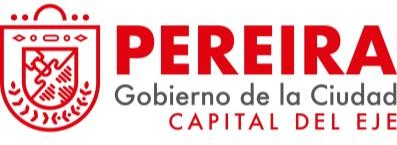 PEREIRA
Gobierno de la Ciudad
CAPITAL DEL EJE